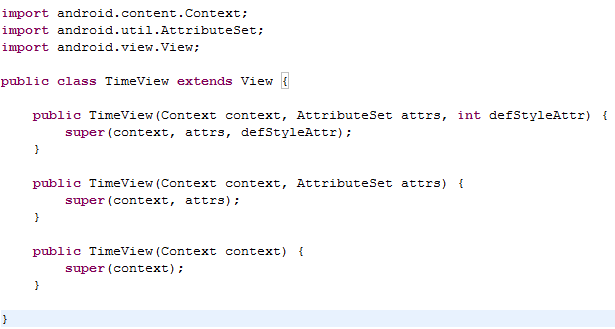 import android.content.Context;
import android.util.AttributeSet;
import android.view.View;
public class TimeView extends View {
    public TimeView(Context context, AttributeSet attrs, int defStyleAttr) {
        super(context, attrs, defStyleAttr);
    }
    public TimeView(Context context, AttributeSet attrs) {
        super(context, attrs);
    }
    public TimeView(Context context) {
        super(context);
    }
}